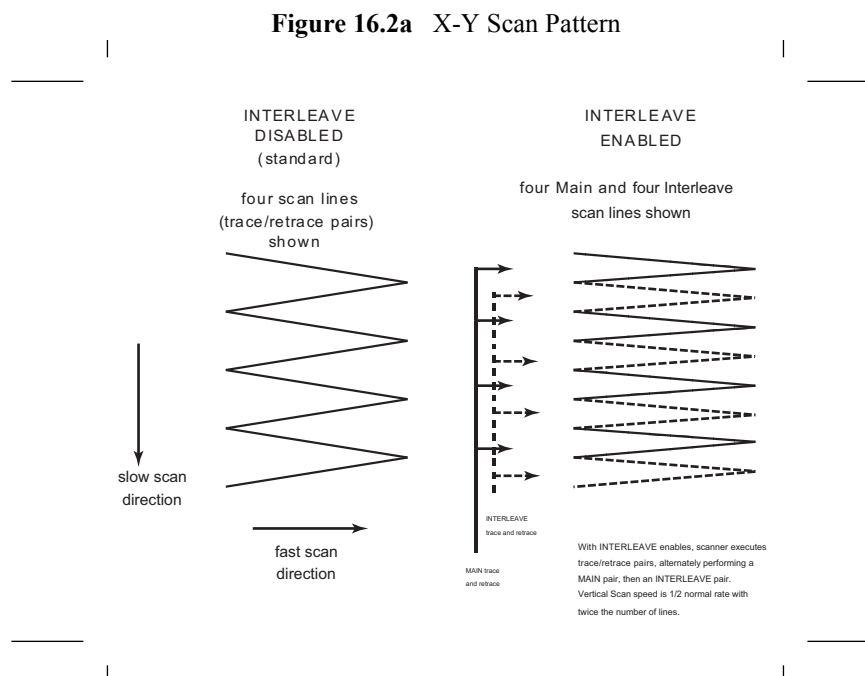 Figure 16.2a X-Y Scan Pattern
INTERLEAVE
DISABLED
(standard)
four scan lines
(trace/retrace pairs)
shown
slow scan
direction
fast scan
direction
INTERLEAVE
ENABLED
four Main and four Interleave
scan lines shown
INTERLEAVE
trace and retrace
MAIN trace
and retrace
With INTERLEAVE enables, scanner executes
trace/retrace pairs, alternately performing a
MAIN pair, then an INTERLEAVE pair.
Vertical Scan speed is 1/2 normal rate with
twice the number of lines.